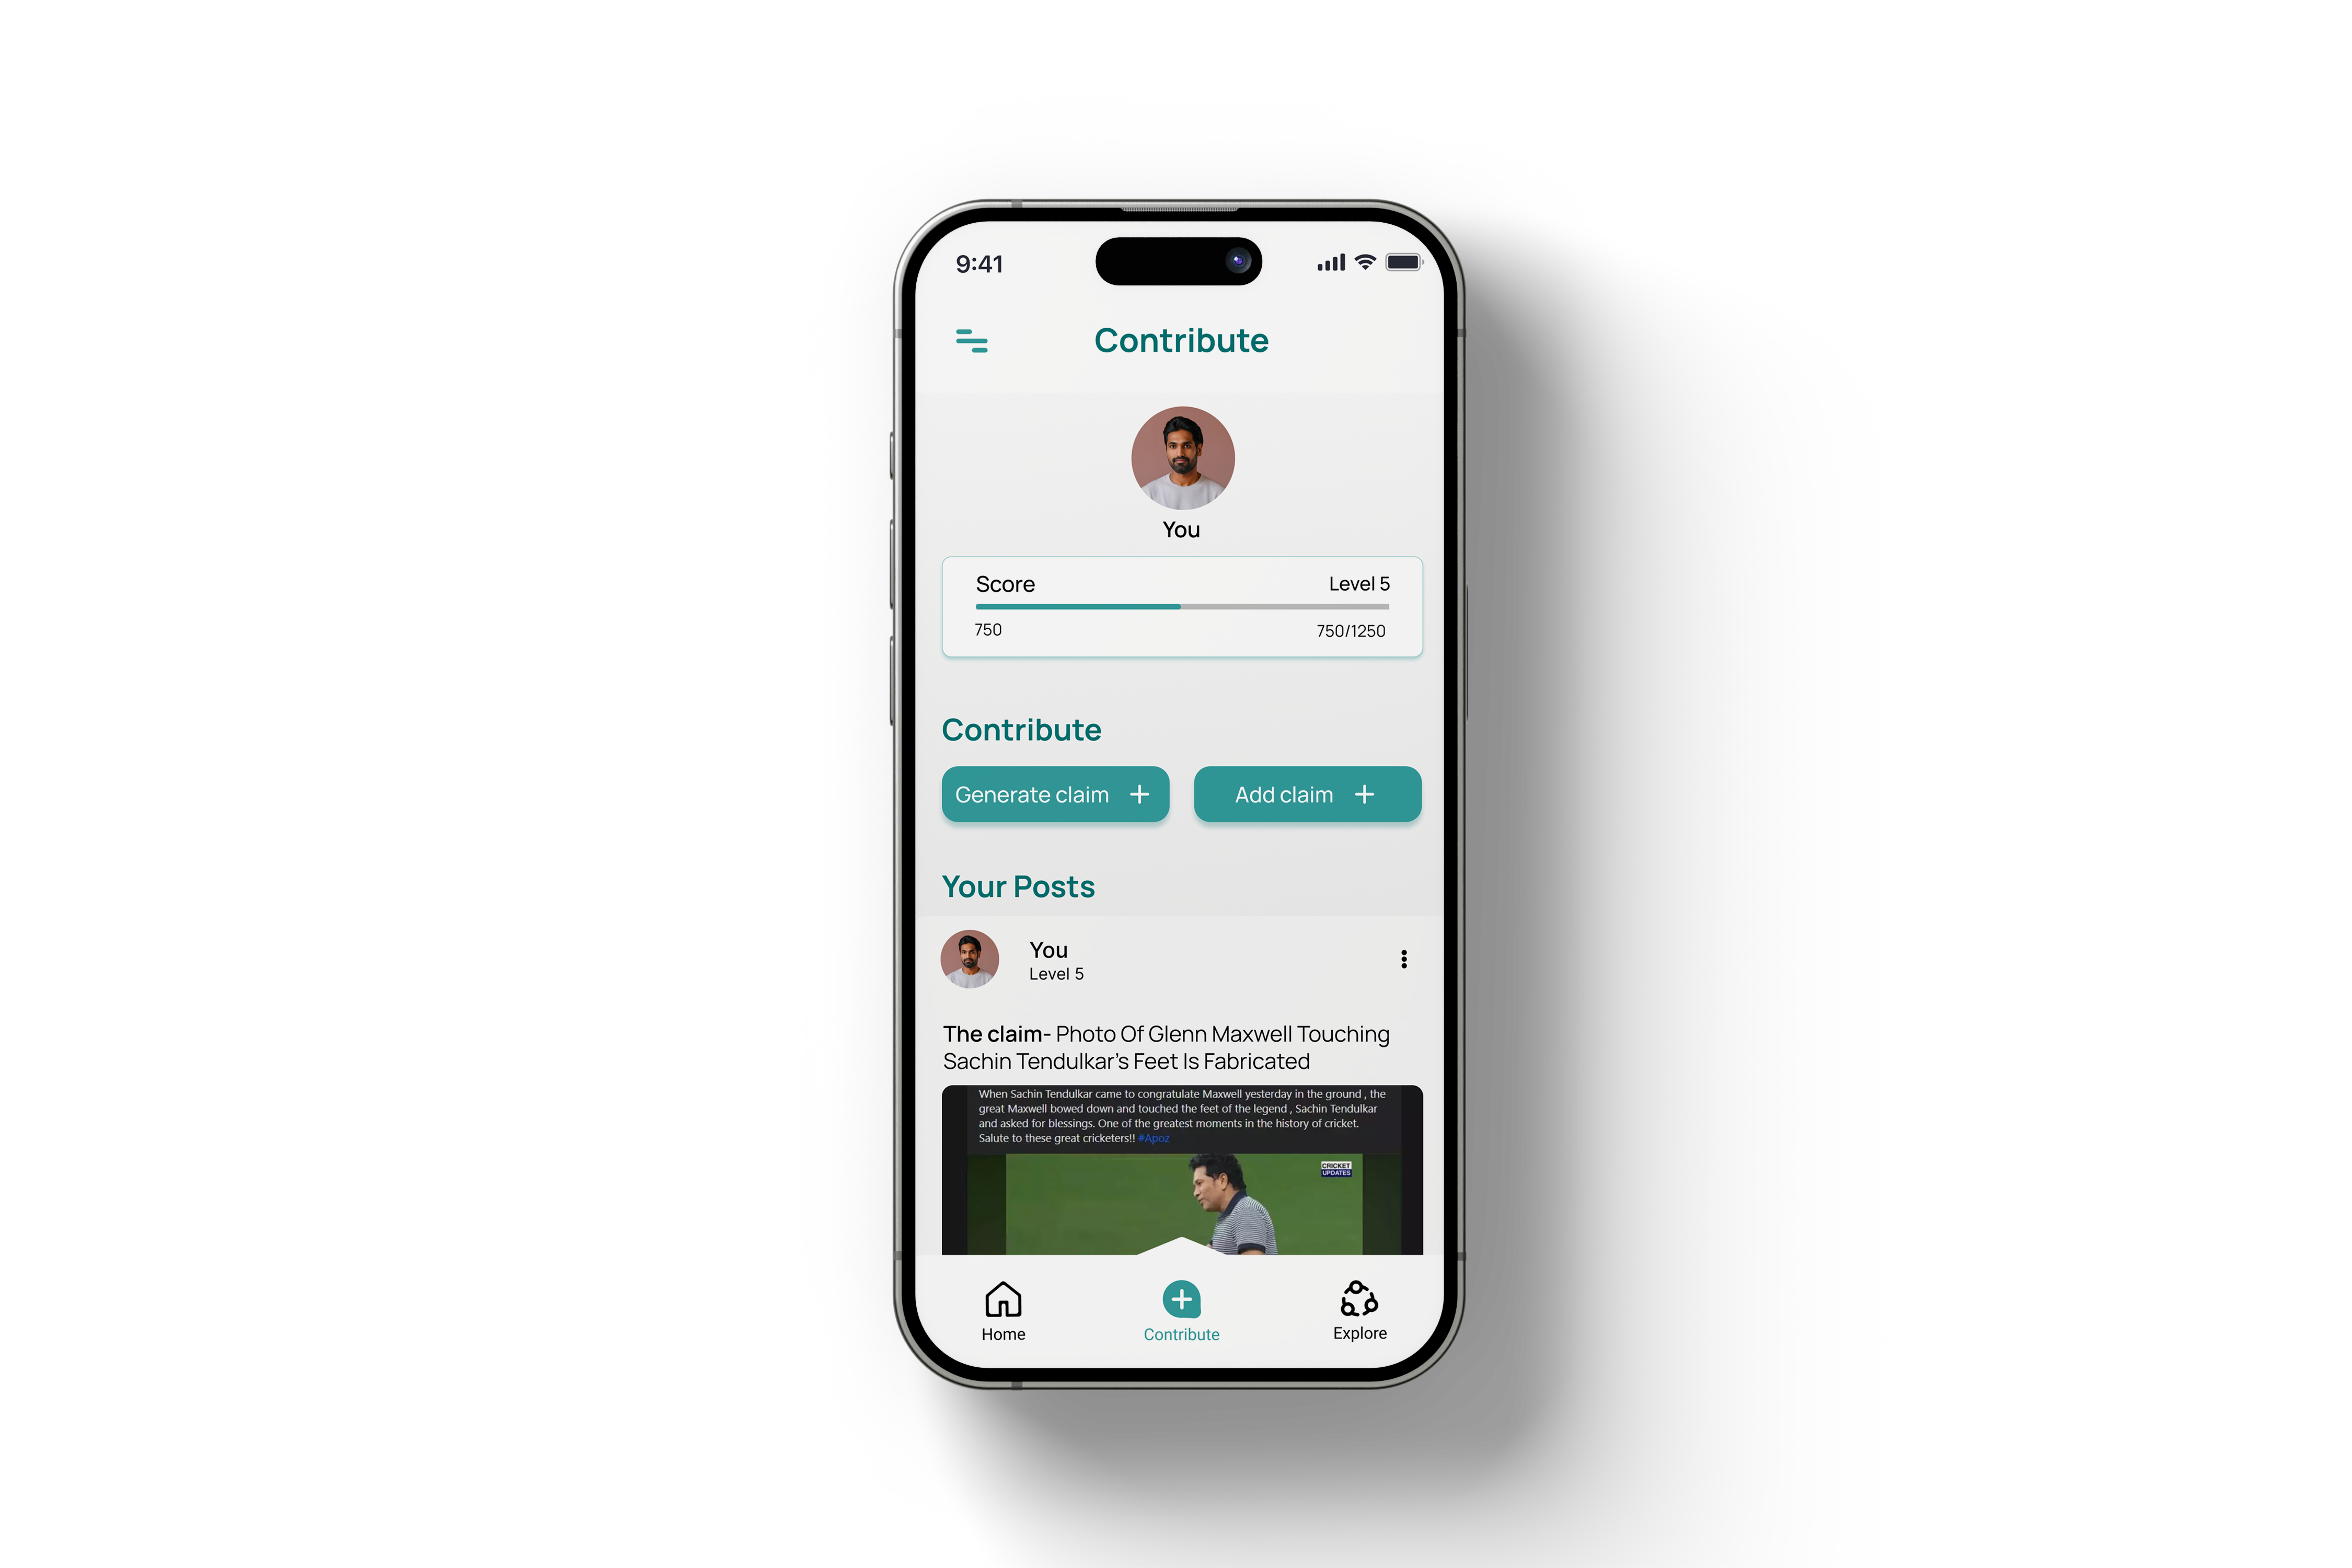 9:41
Contribute
You
Score Level 5
750 750/1250
Contribute
Generate claim Add claim
Your Posts
You
Level 5
The claim- Photo Of Glenn Maxwell Touching
Sachin Tendulkar's Feet Is Fabricated
When Sachin Tendulkar came to congratulate Maxwell yesterday in the ground , the
great Maxwell bowed down and touched the feet of the legend , Sachin Tendulkar
and asked for blessings. One of the greatest moments in the history of cricket.
Salute to these great cricketers!! #Apoz
CRICKET
UPDATES
Home Contribute Explore